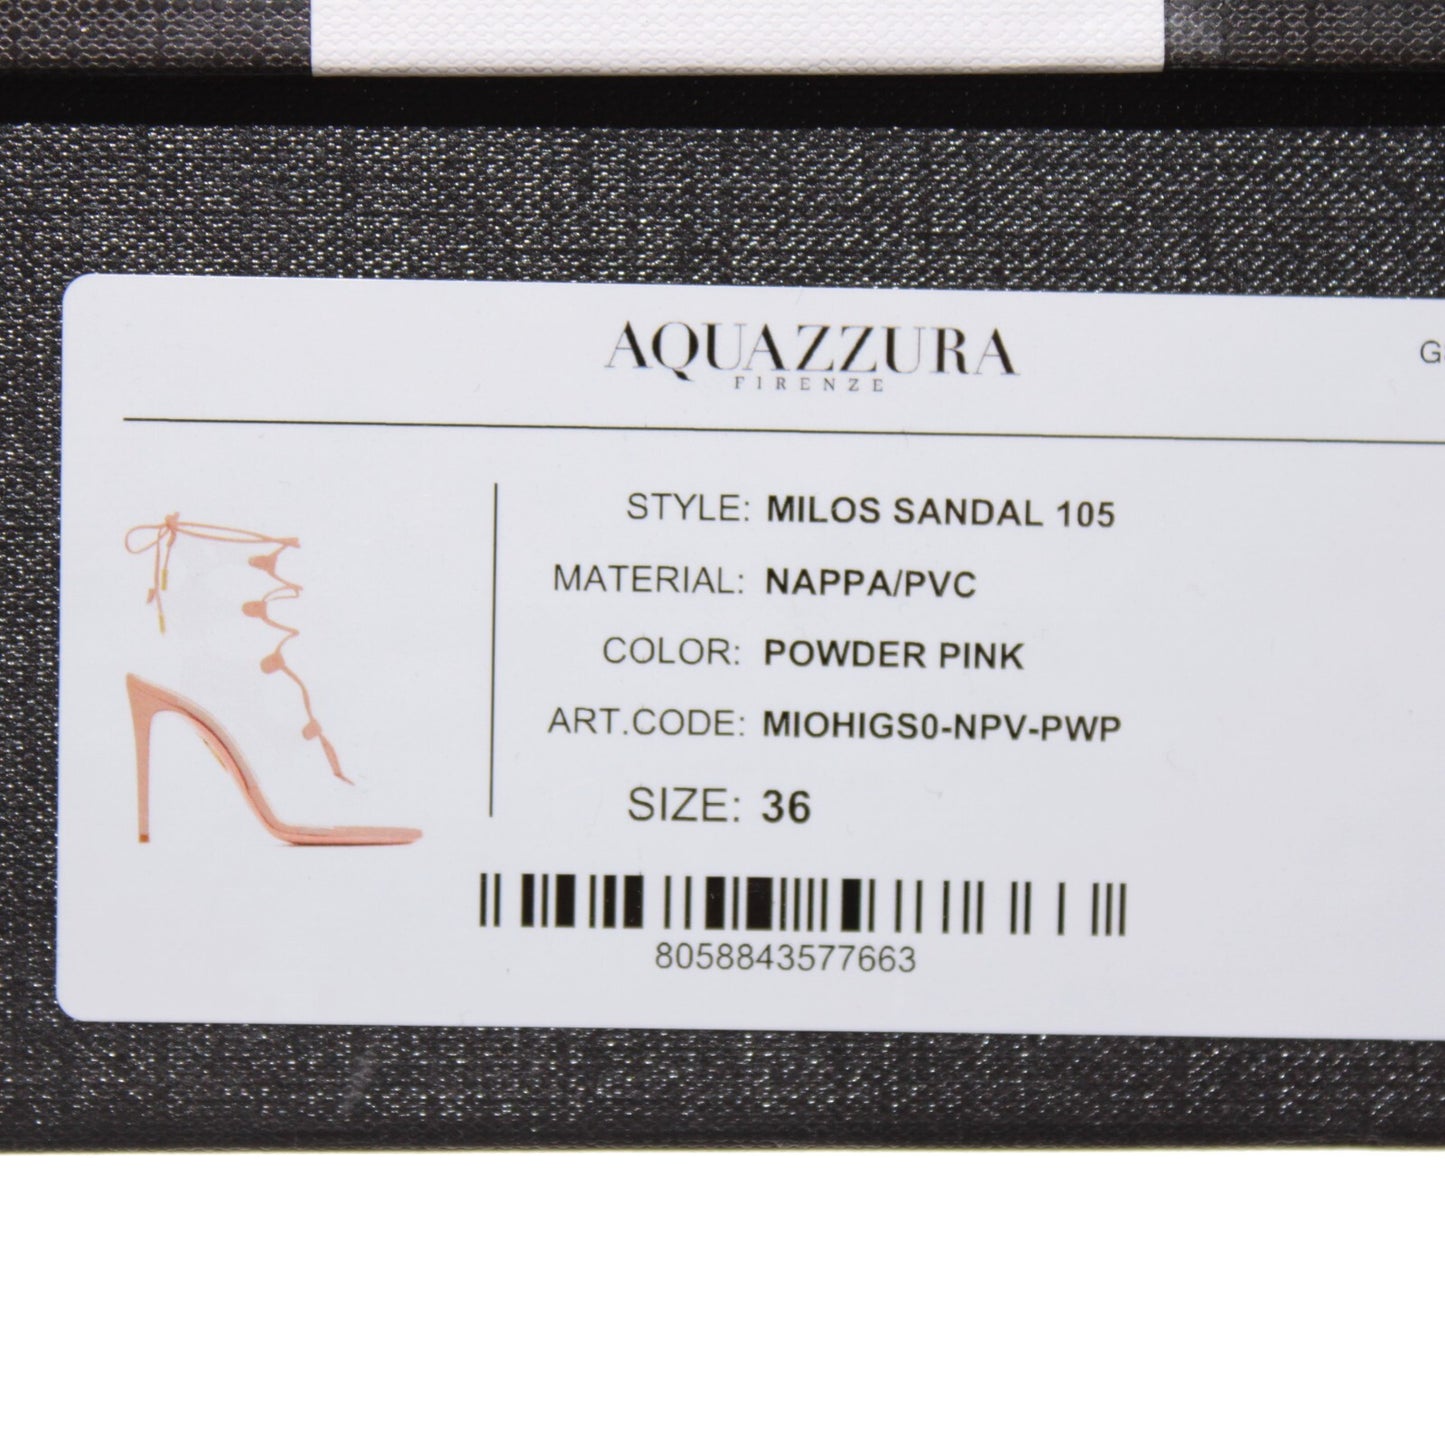 AQUAZZURA
FIRENZE
STYLE: MILOS SANDAL 105
MATERIAL: NAPPA/PVC
COLOR: POWDER PINK
ART.CODE: MIOHIGS0-NPV-PWP
SIZE: 36
8058843577663